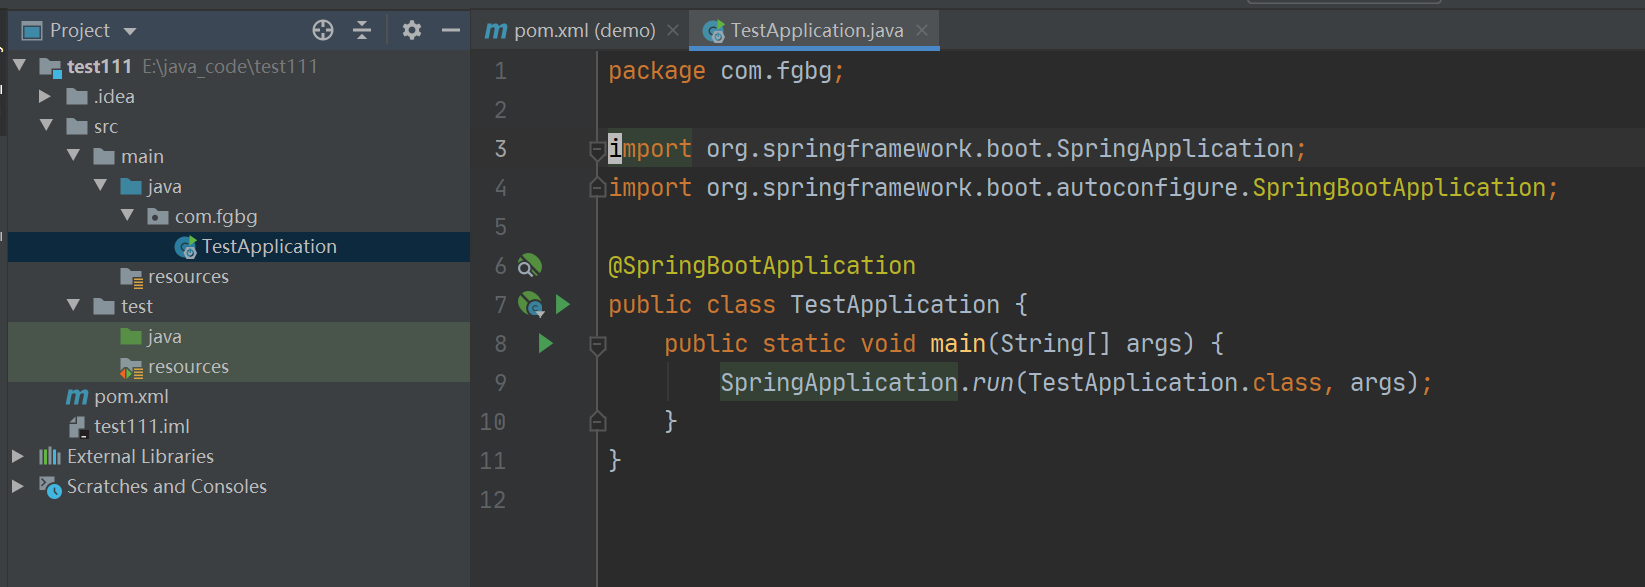 Project
test111 E:\java_code\test111
.idea
src
main
java
com.fgbg
TestApplication
resources
test
java
resources
pom.xml
test111.iml
External Libraries
Scratches and Consoles
pom.xml (demo)
TestApplication.java
1 package com.fgbg;
2
3 import org.springframework.boot.SpringApplication;
4 import org.springframework.boot.autoconfigure.SpringBootApplication;
5
6 @SpringBootApplication
7 public class TestApplication {
8 public static void main(String[] args) {
9 SpringApplication.run(TestApplication.class, args);
10 }
11 }
12